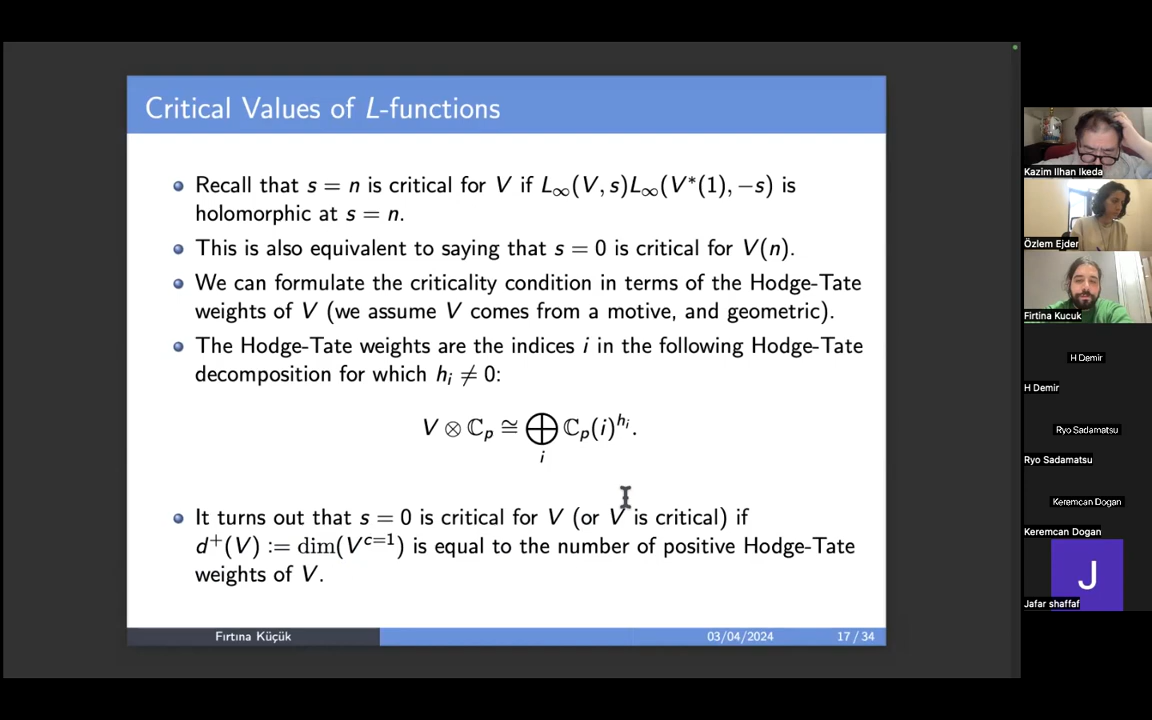 Critical Values of L-functions
Recall that s = n is critical for V if L∞(V, s)L∞(V*(1), −s) is
holomorphic at s = n.
This is also equivalent to saying that s = 0 is critical for V(n).
We can formulate the criticality condition in terms of the Hodge-Tate
weights of V (we assume V comes from a motive, and geometric).
The Hodge-Tate weights are the indices i in the following Hodge-Tate
decomposition for which hᵢ ≠ 0:
V ⊗ ℂₚ ≅ ⨁ᵢ ℂₚ(i)^{hᵢ}.
It turns out that s = 0 is critical for V (or V is critical) if
d⁺(V) := dim(V^{c=1}) is equal to the number of positive Hodge-Tate
weights of V.
Fırtına Küçük
03/04/2024
17 / 34
Kazim Ilhan Ikeda
Özlem Ejder
Firtina Kucuk
H Demir
H Demir
Ryo Sadamatsu
Ryo Sadamatsu
Keremcan Dogan
Keremcan Dogan
J
Jafar shaffaf